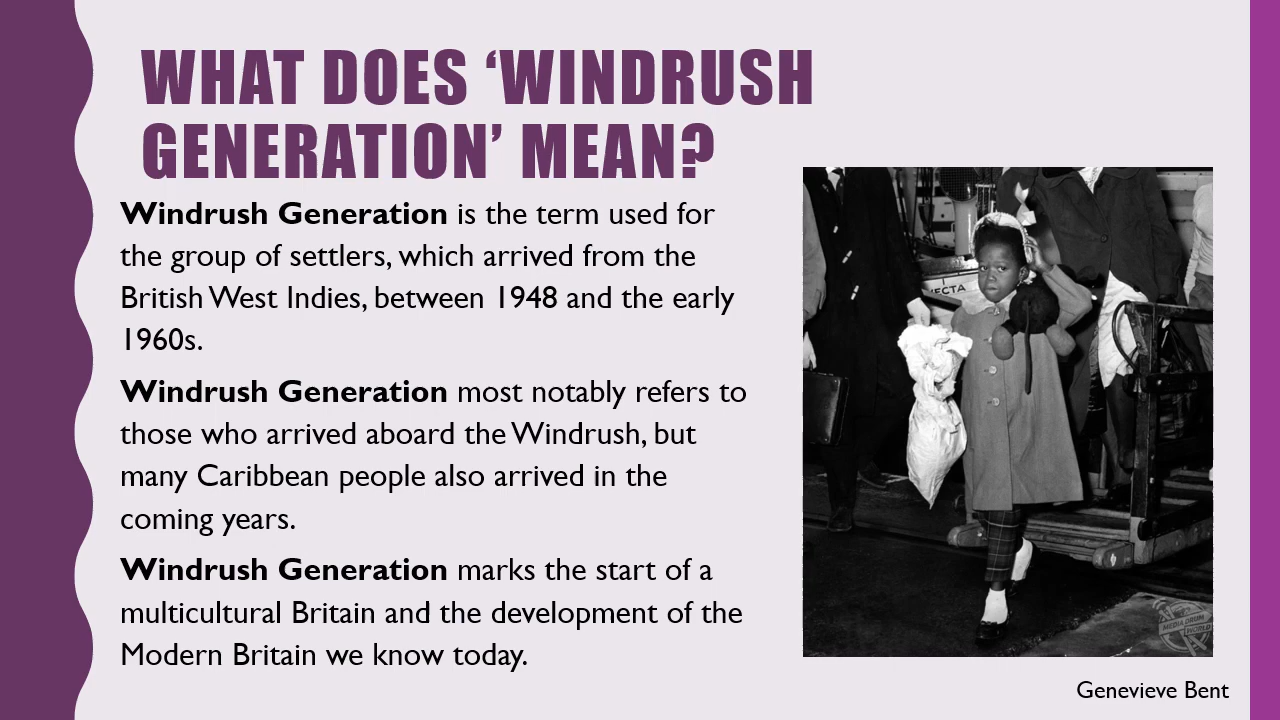 WHAT DOES ‘WINDRUSH
GENERATION’ MEAN?
Windrush Generation is the term used for
the group of settlers, which arrived from the
British West Indies, between 1948 and the early
1960s.
Windrush Generation most notably refers to
those who arrived aboard the Windrush, but
many Caribbean people also arrived in the
coming years.
Windrush Generation marks the start of a
multicultural Britain and the development of the
Modern Britain we know today.
MEDIA DRUM
WORLD
Genevieve Bent